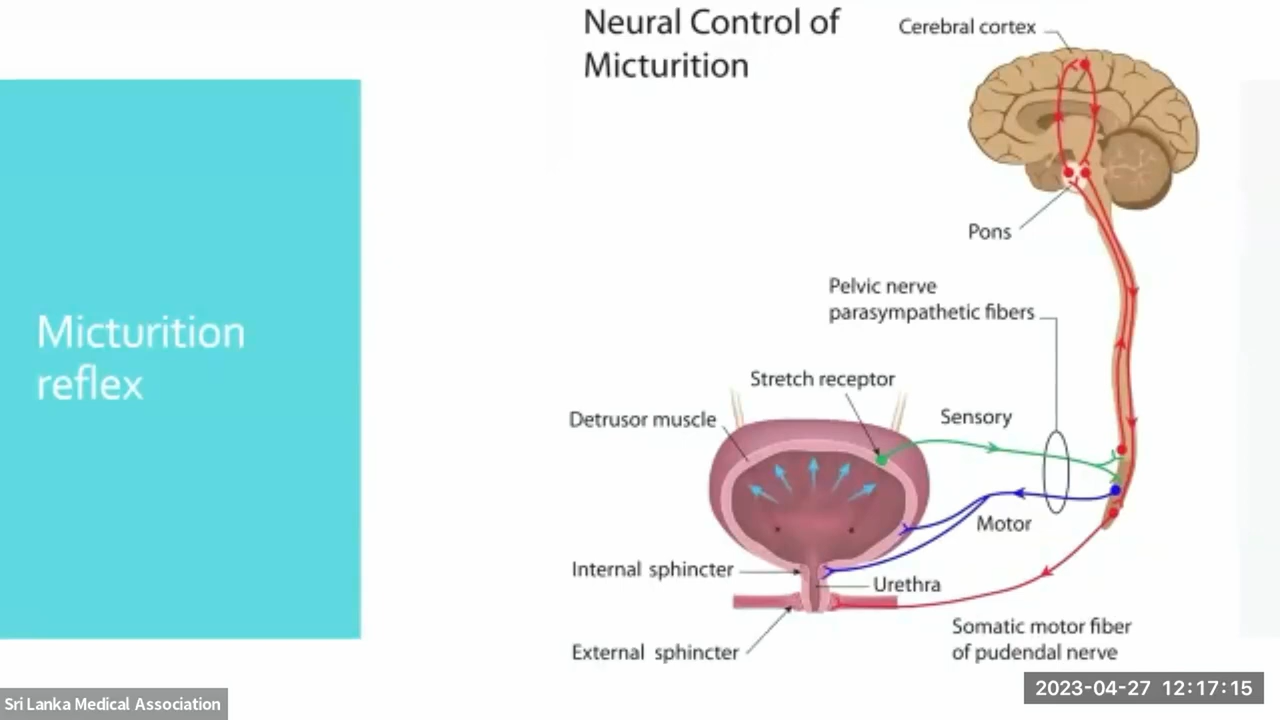 Micturition
reflex
Neural Control of
Micturition
Cerebral cortex
Pons
Pelvic nerve
parasympathetic fibers
Stretch receptor
Detrusor muscle
Sensory
Motor
Internal sphincter
Urethra
External sphincter
Somatic motor fiber
of pudendal nerve
2023-04-27 12:17:15
Sri Lanka Medical Association